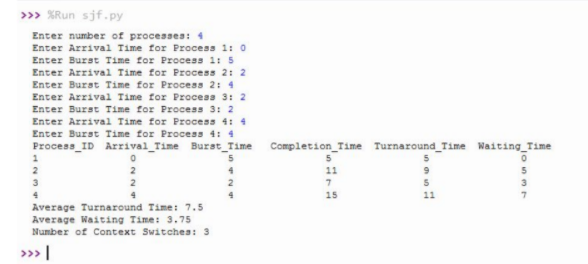 >>> %Run sjf.py
Enter number of processes: 4
Enter Arrival Time for Process 1: 0
Enter Burst Time for Process 1: 5
Enter Arrival Time for Process 2: 2
Enter Burst Time for Process 2: 4
Enter Arrival Time for Process 3: 2
Enter Burst Time for Process 3: 2
Enter Arrival Time for Process 4: 4
Enter Burst Time for Process 4: 4
Process_ID Arrival_Time Burst_Time Completion_Time Turnaround_Time Waiting_Time
1 0 5 5 5 0
2 2 4 11 9 5
3 2 2 7 5 3
4 4 4 15 11 7
Average Turnaround Time: 7.5
Average Waiting Time: 3.75
Number of Context Switches: 3
>>>